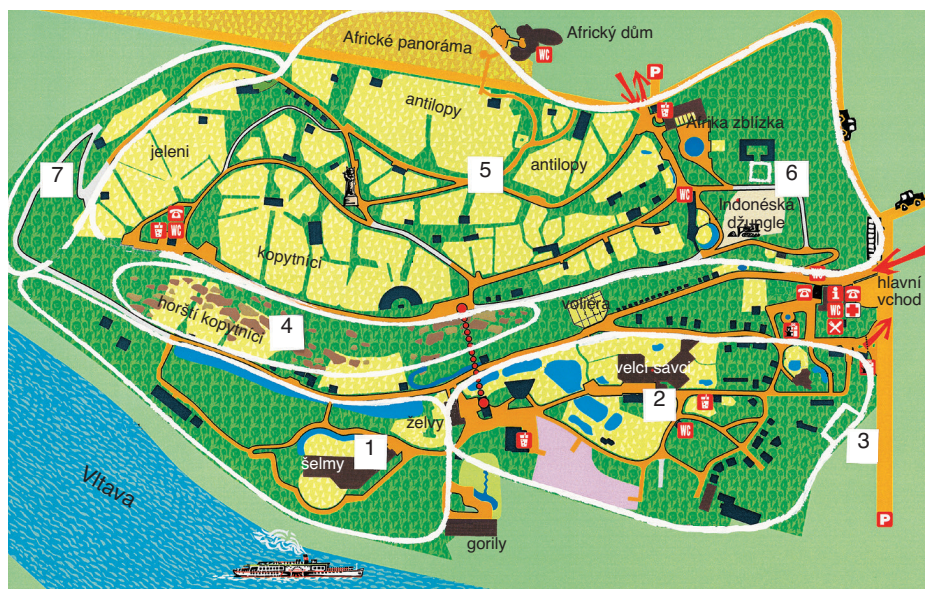 Africké panoráma
Africký dům
WC
P
antilopy
Afrika zblízka
jeleni
antilopy
7
5
6
WC
Indonéská
džungle
WC
kopytníci
WC
hlavní
vchod
i
WC
horští kopytníci
4
voliéra
velcí savci
2
želvy
WC
3
1
šelmy
Vltava
P
gorily